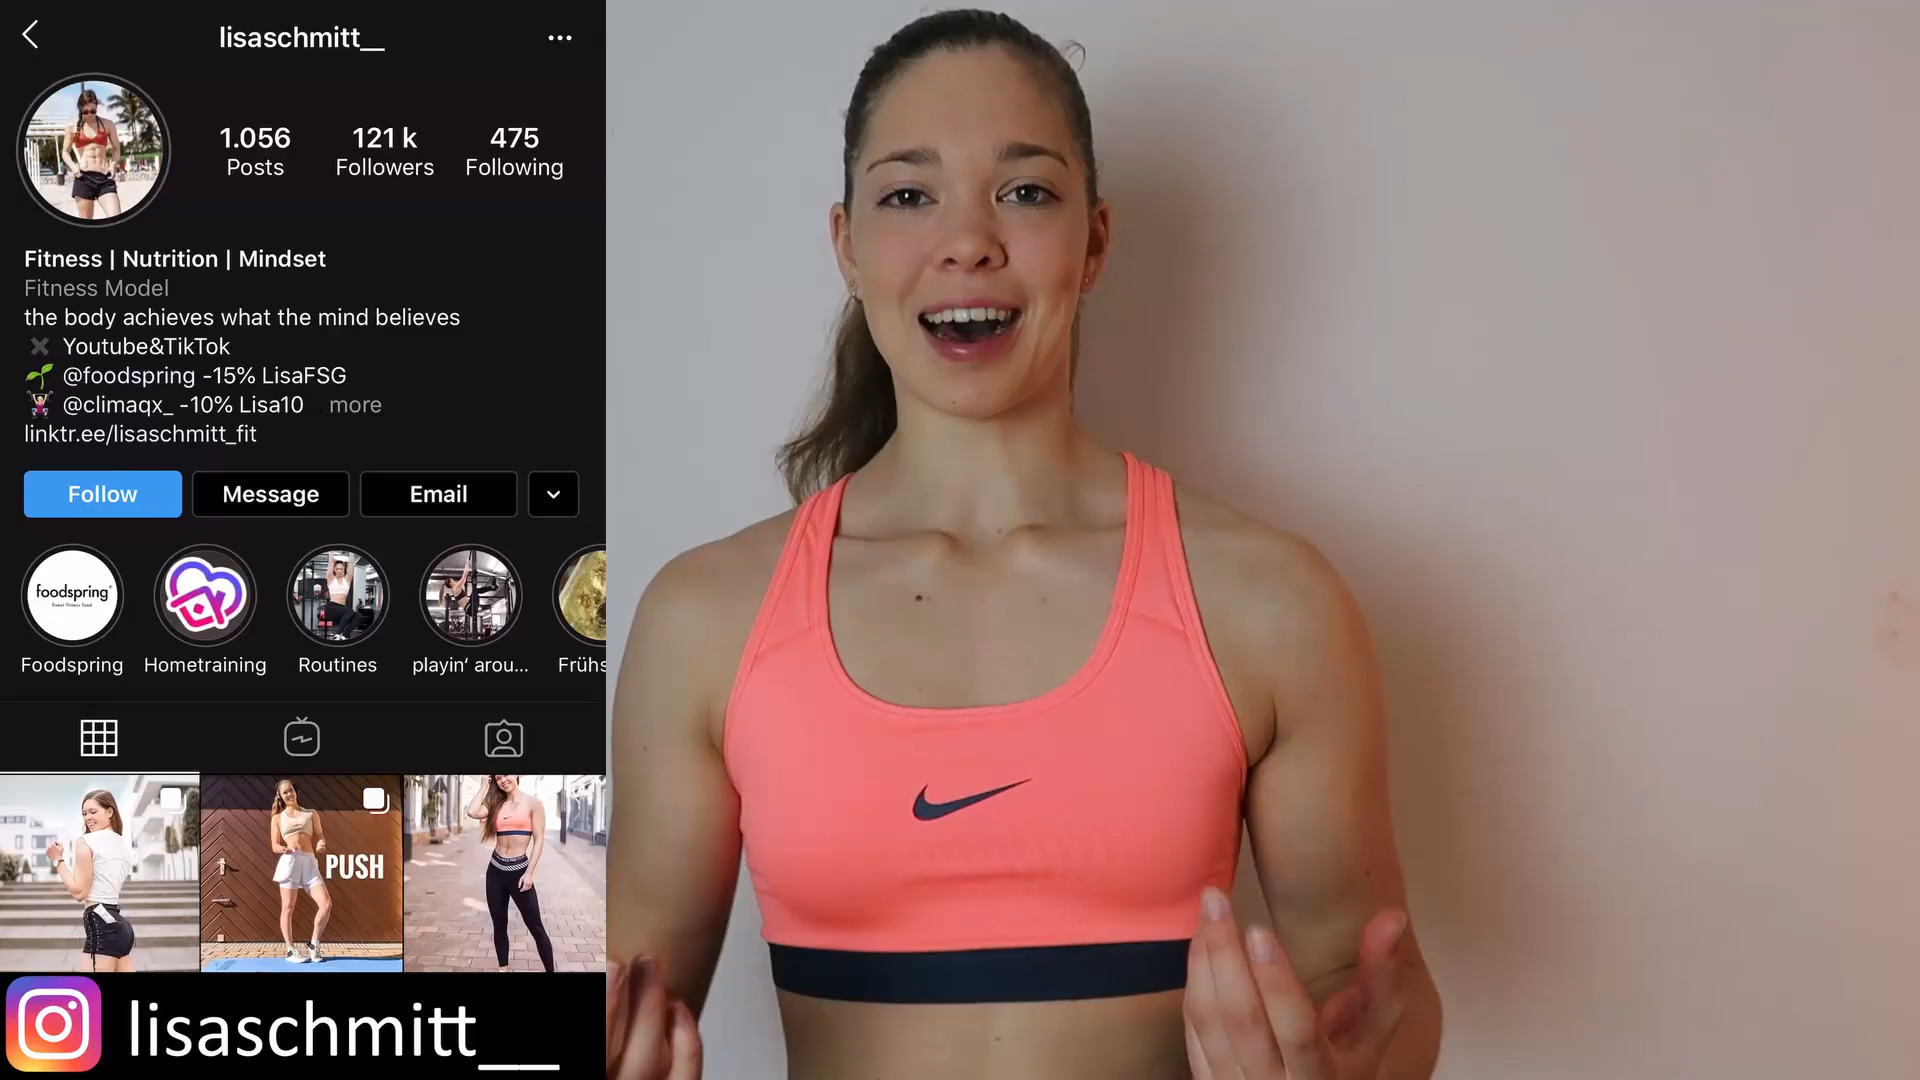 lisaschmitt__
1.056 121 k 475
Posts Followers Following
Fitness | Nutrition | Mindset
Fitness Model
the body achieves what the mind believes
✖ Youtube&TikTok
🌱 @foodspring -15% LisaFSG
🏋 @climaqx_ -10% Lisa10 more
linktr.ee/lisaschmitt_fit
Follow Message Email
foodspring
Foodspring Hometraining Routines playin' arou... Frühs
PUSH
lisaschmitt__